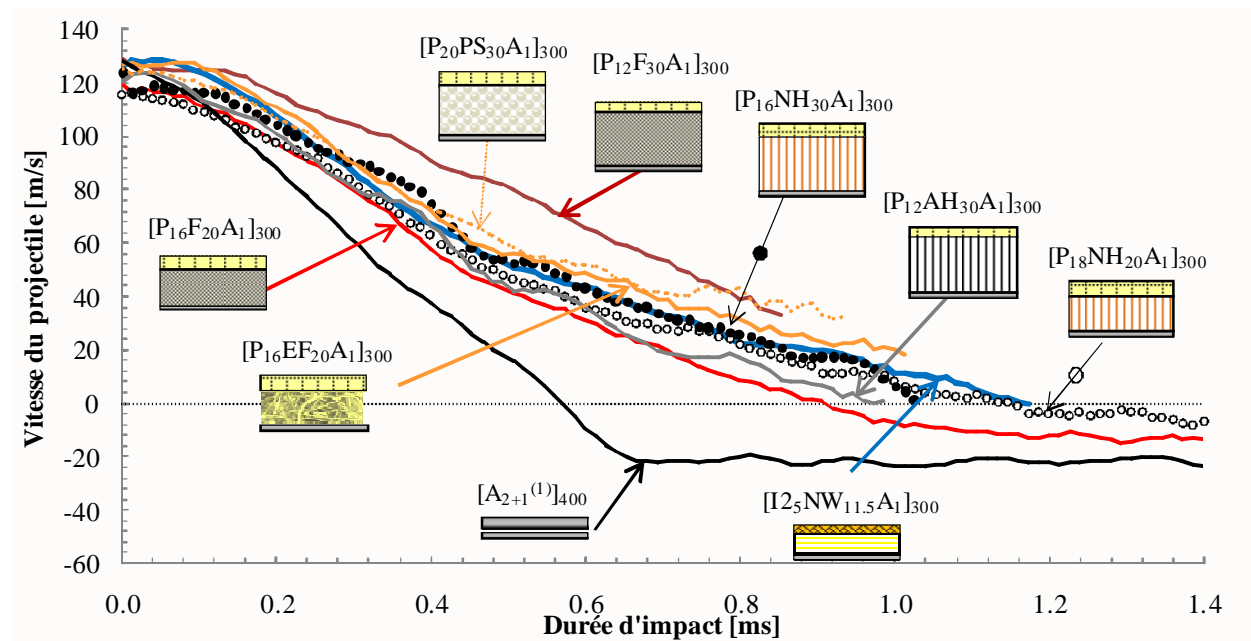 140
120
100
80
60
40
20
0
-20
-40
-60
Vitesse du projectile [m/s]
[P₂₀PS₃₀A₁]₃₀₀
[P₁₂F₃₀A₁]₃₀₀
[P₁₆NH₃₀A₁]₃₀₀
[P₁₂AH₃₀A₁]₃₀₀
[P₁₆F₂₀A₁]₃₀₀
[P₁₈NH₂₀A₁]₃₀₀
[P₁₆EF₂₀A₁]₃₀₀
[A₂₊₁⁽¹⁾]₄₀₀
[I2₅NW₁₁.₅A₁]₃₀₀
0.0 0.2 0.4 0.6 0.8 1.0 1.2 1.4
Durée d'impact [ms]